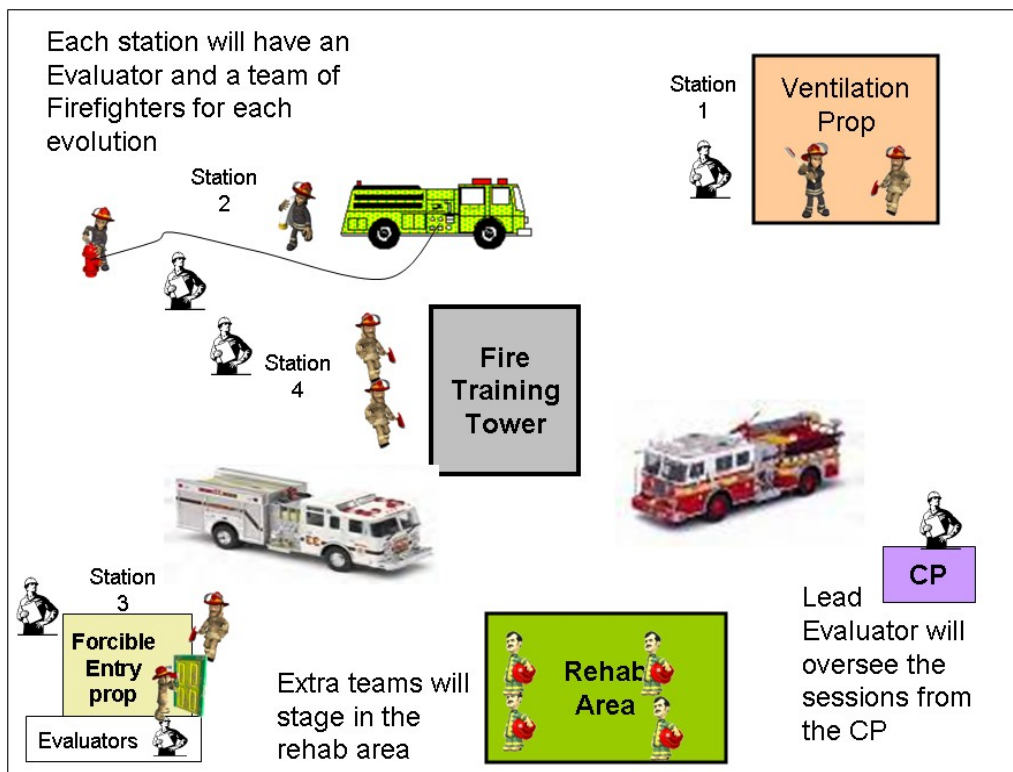 Each station will have an
Evaluator and a team of
Firefighters for each
evolution
Station
1
Ventilation
Prop
Station
2
Station
4
Fire
Training
Tower
Station
3
Forcible
Entry
prop
Evaluators
Extra teams will
stage in the
rehab area
Rehab
Area
CP
Lead
Evaluator will
oversee the
sessions from
the CP